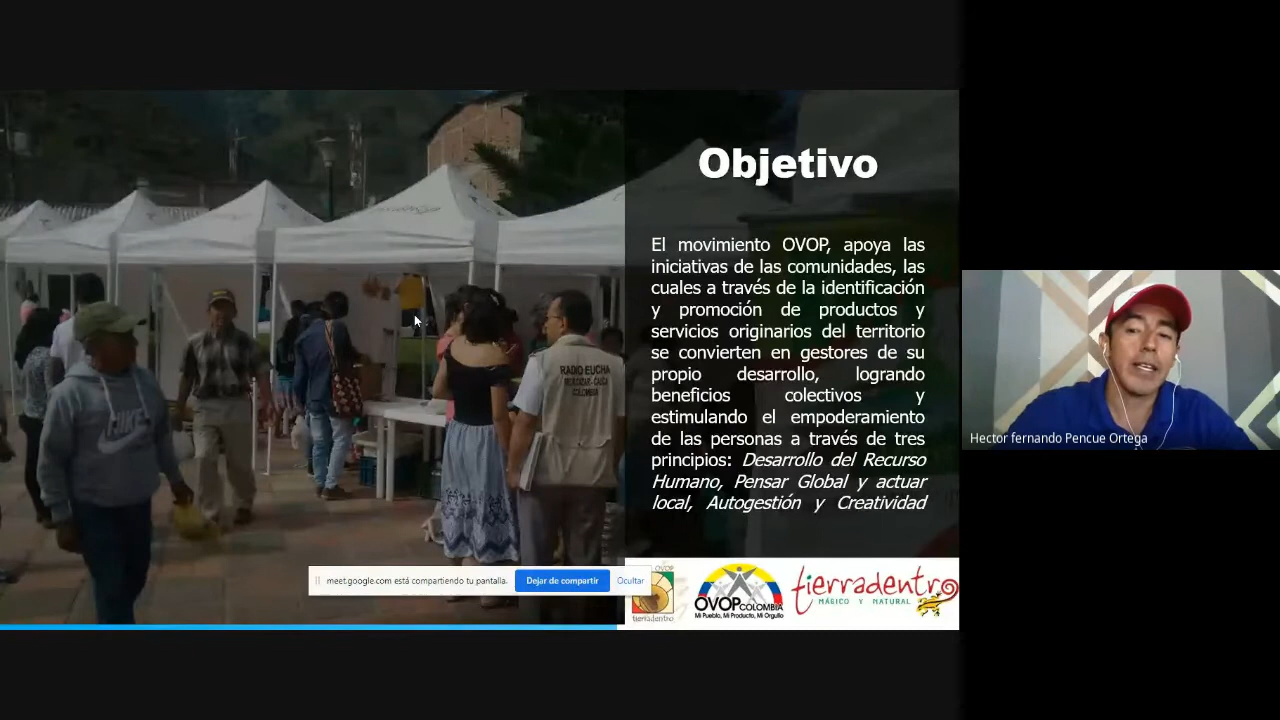 Objetivo
El movimiento OVOP, apoya las
iniciativas de las comunidades, las
cuales a través de la identificación
y promoción de productos y
servicios originarios del territorio
se convierten en gestores de su
propio desarrollo, logrando
beneficios colectivos y
estimulando el empoderamiento
de las personas a través de tres
principios: Desarrollo del Recurso
Humano, Pensar Global y actuar
local, Autogestión y Creatividad
RADIO EUCHA
COLOMBIA
NIKE
Hector fernando Pencue Ortega
meet.google.com está compartiendo tu pantalla.
Dejar de compartir
Ocultar
OVOP
tierradentro
OVOP COLOMBIA
Mi Pueblo, Mi Producto, Mi Orgullo
tierradentro
MÁGICO Y NATURAL